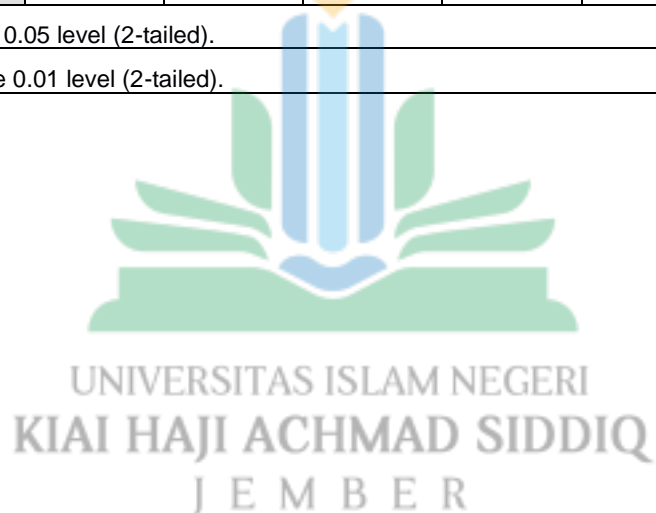 0.05 level (2-tailed).
e 0.01 level (2-tailed).
UNIVERSITAS ISLAM NEGERI
KIAI HAJI ACHMAD SIDDIQ
J E M B E R